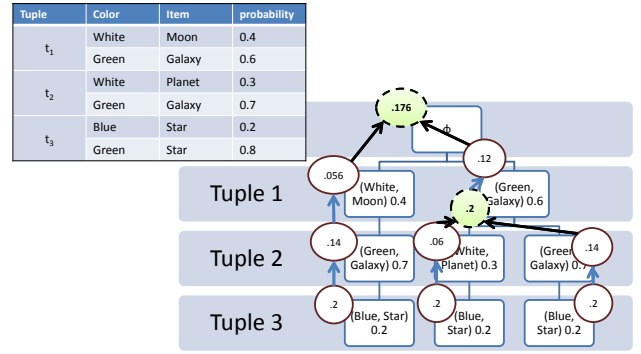 Tuple Color Item probability
t1 White Moon 0.4
Green Galaxy 0.6
t2 White Planet 0.3
Green Galaxy 0.7
t3 Blue Star 0.2
Green Star 0.8
.176
.12
.056
Tuple 1
(White,
Moon) 0.4
(Green,
Galaxy) 0.6
.2
Tuple 2
.14
(Green,
Galaxy) 0.7
.06
(White,
Planet) 0.3
(Green,
Galaxy) 0.7
.14
Tuple 3
.2
(Blue, Star)
0.2
.2
(Blue,
Star) 0.2
(Blue,
Star) 0.2
.2